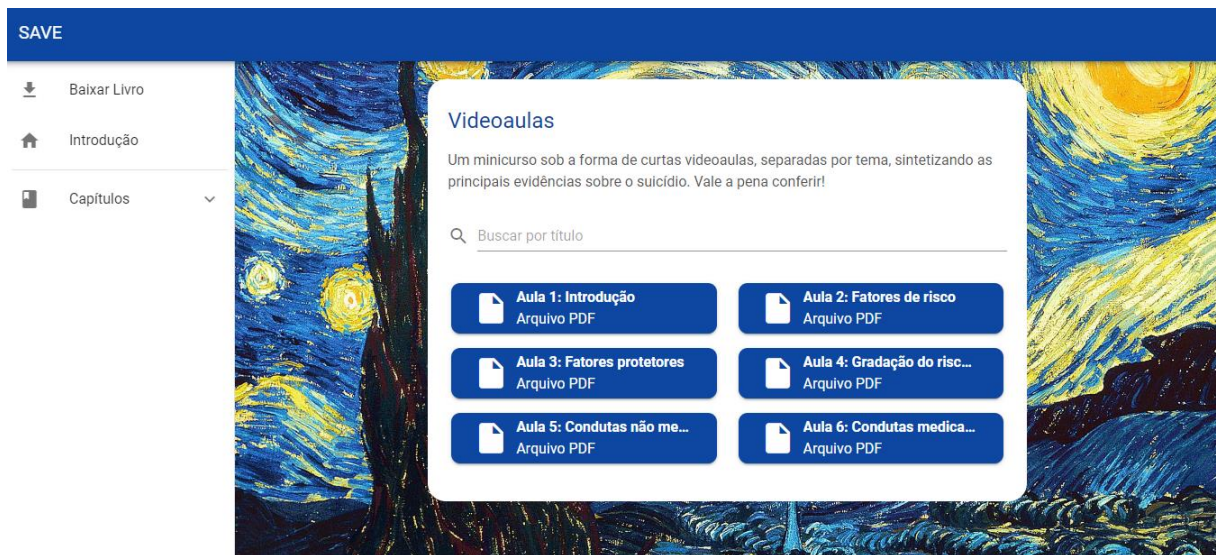 SAVE
Baixar Livro
Introdução
Capítulos
Videoaulas
Um minicurso sob a forma de curtas videoaulas, separadas por tema, sintetizando as
principais evidências sobre o suicídio. Vale a pena conferir!
Buscar por título
Aula 1: Introdução
Arquivo PDF
Aula 2: Fatores de risco
Arquivo PDF
Aula 3: Fatores protetores
Arquivo PDF
Aula 4: Gradação do risc...
Arquivo PDF
Aula 5: Condutas não me...
Arquivo PDF
Aula 6: Condutas medica...
Arquivo PDF